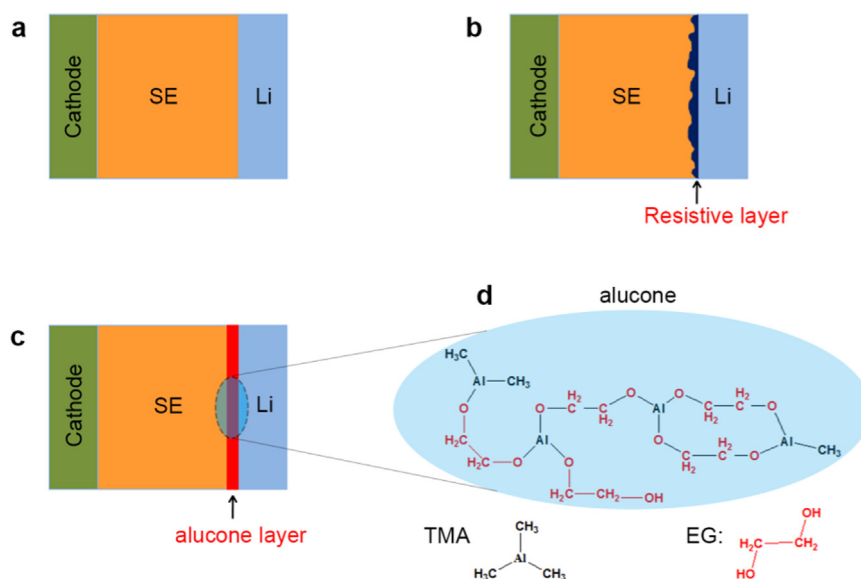 a
Cathode
SE
Li
b
Cathode
SE
Li
Resistive layer
c
Cathode
SE
Li
alucone layer
d
alucone
H₃C
Al
CH₃
O
H₂C
CH₂
O
Al
O
H₂
C
C
H₂
O
Al
O
C
H₂
H₂
C
O
Al
CH₃
O
H₂
C
C
H₂
O
O
CH₂
H₂C
OH
TMA
CH₃
Al
H₃C
CH₃
EG:
OH
H₂C
CH₂
HO